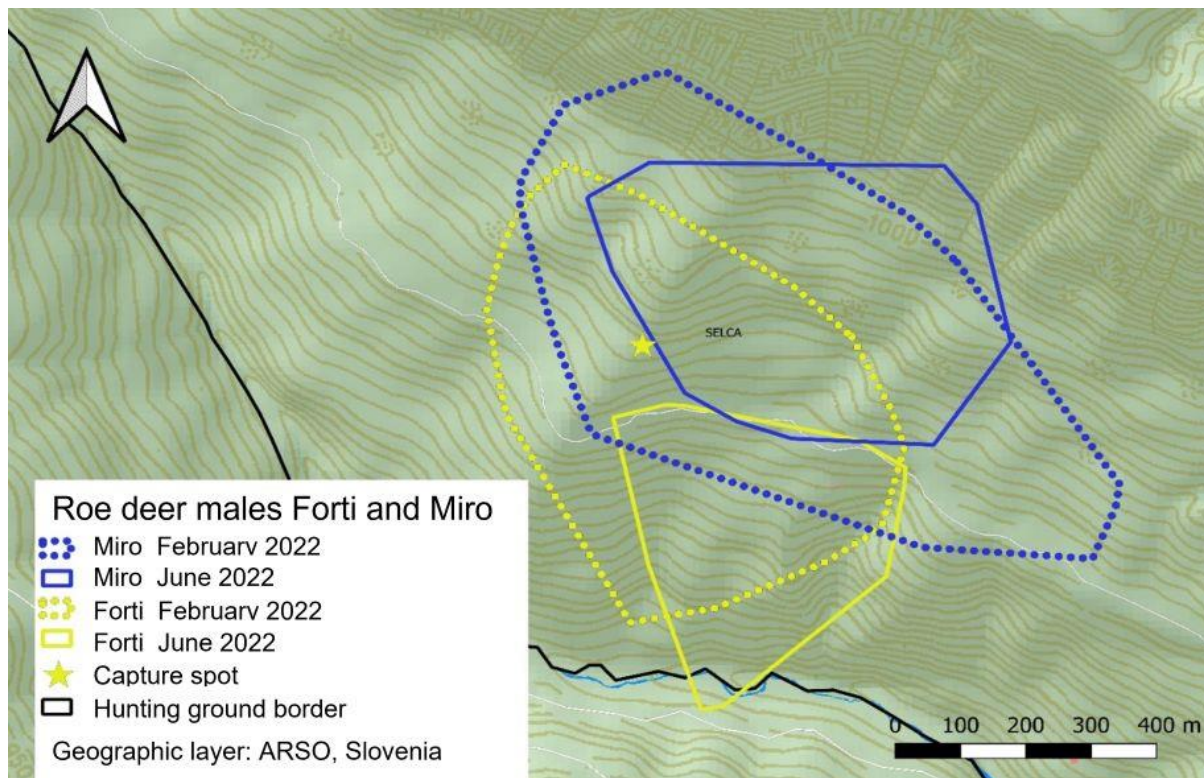 1000
SELCA
Roe deer males Forti and Miro
Miro February 2022
Miro June 2022
Forti February 2022
Forti June 2022
Capture spot
Hunting ground border
Geographic layer: ARSO, Slovenia
0 100 200 300 400 m